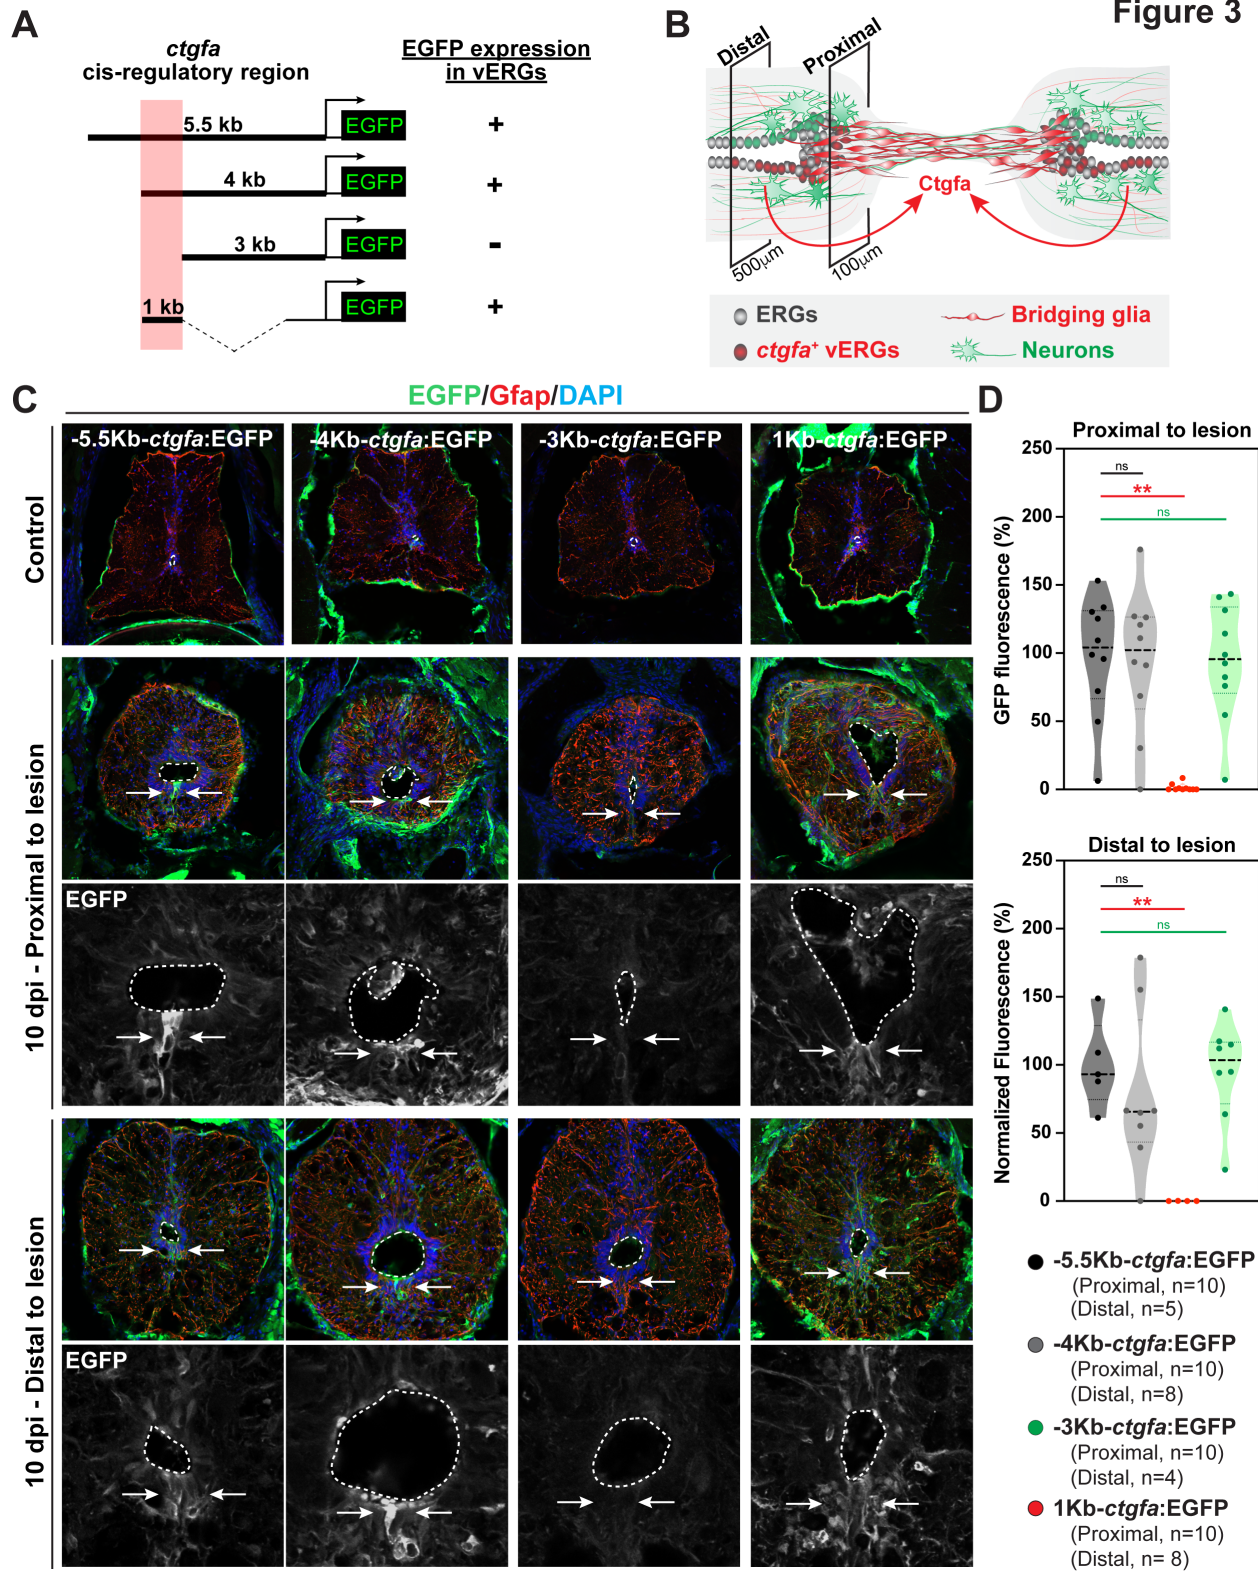 Figure 3
A
ctgfa
cis-regulatory region
EGFP expression
in vERGs
5.5 kb
EGFP
+
4 kb
EGFP
+
3 kb
EGFP
-
1 kb
EGFP
+
B
Distal
Proximal
Ctgfa
500µm
100µm
ERGs
Bridging glia
ctgfa+ vERGs
Neurons
C
EGFP/Gfap/DAPI
-5.5Kb-ctgfa:EGFP
-4Kb-ctgfa:EGFP
-3Kb-ctgfa:EGFP
1Kb-ctgfa:EGFP
Control
10 dpi - Proximal to lesion
EGFP
10 dpi - Distal to lesion
EGFP
D
Proximal to lesion
GFP fluorescence (%)
250
200
150
100
50
0
ns
**
ns
Distal to lesion
Normalized Fluorescence (%)
250
200
150
100
50
0
ns
**
ns
-5.5Kb-ctgfa:EGFP
(Proximal, n=10)
(Distal, n=5)
-4Kb-ctgfa:EGFP
(Proximal, n=10)
(Distal, n=8)
-3Kb-ctgfa:EGFP
(Proximal, n=10)
(Distal, n=4)
1Kb-ctgfa:EGFP
(Proximal, n=10)
(Distal, n= 8)